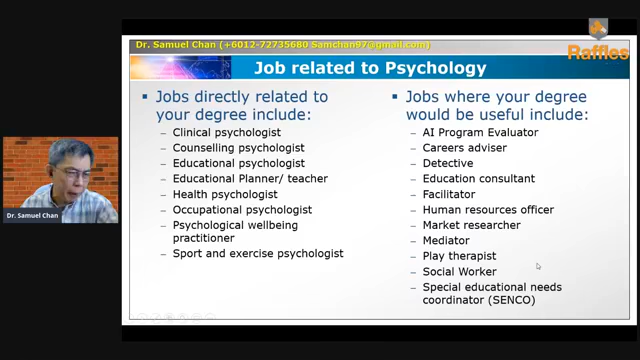 Dr. Samuel Chan (+6012-72735680 Samchan97@gmail.com)
Raffles
Job related to Psychology
▪ Jobs directly related to
your degree include:
– Clinical psychologist
– Counselling psychologist
– Educational psychologist
– Educational Planner/ teacher
– Health psychologist
– Occupational psychologist
– Psychological wellbeing
practitioner
– Sport and exercise psychologist
▪ Jobs where your degree
would be useful include:
– AI Program Evaluator
– Careers adviser
– Detective
– Education consultant
– Facilitator
– Human resources officer
– Market researcher
– Mediator
– Play therapist
– Social Worker
– Special educational needs
coordinator (SENCO)
Dr. Samuel Chan